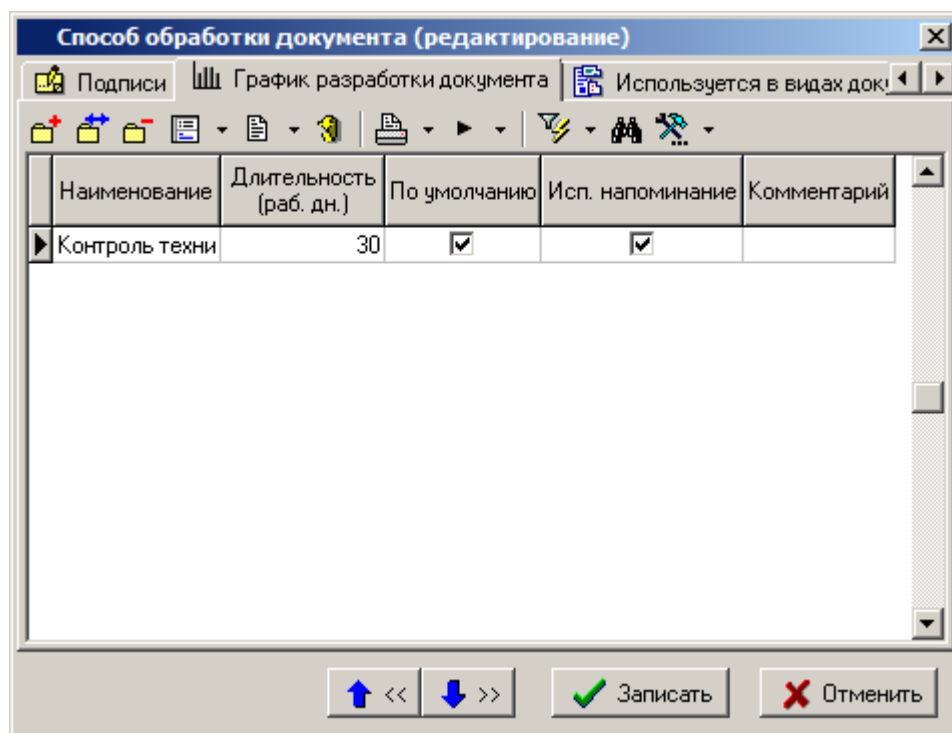 Способ обработки документа (редактирование)
Подписи График разработки документа Используется в видах док
Наименование Длительность (раб. дн.) По умолчанию Исп. напоминание Комментарий
Контроль техни 30
<< >> Записать Отменить